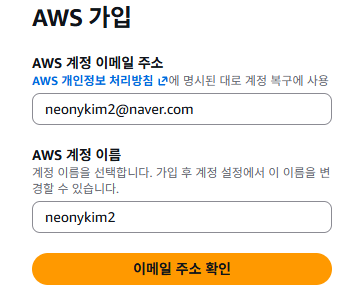 AWS 가입
AWS 계정 이메일 주소
AWS 개인정보 처리방침 에 명시된 대로 계정 복구에 사용
neonykim2@naver.com
AWS 계정 이름
계정 이름을 선택합니다. 가입 후 계정 설정에서 이 이름을 변
경할 수 있습니다.
neonykim2
이메일 주소 확인